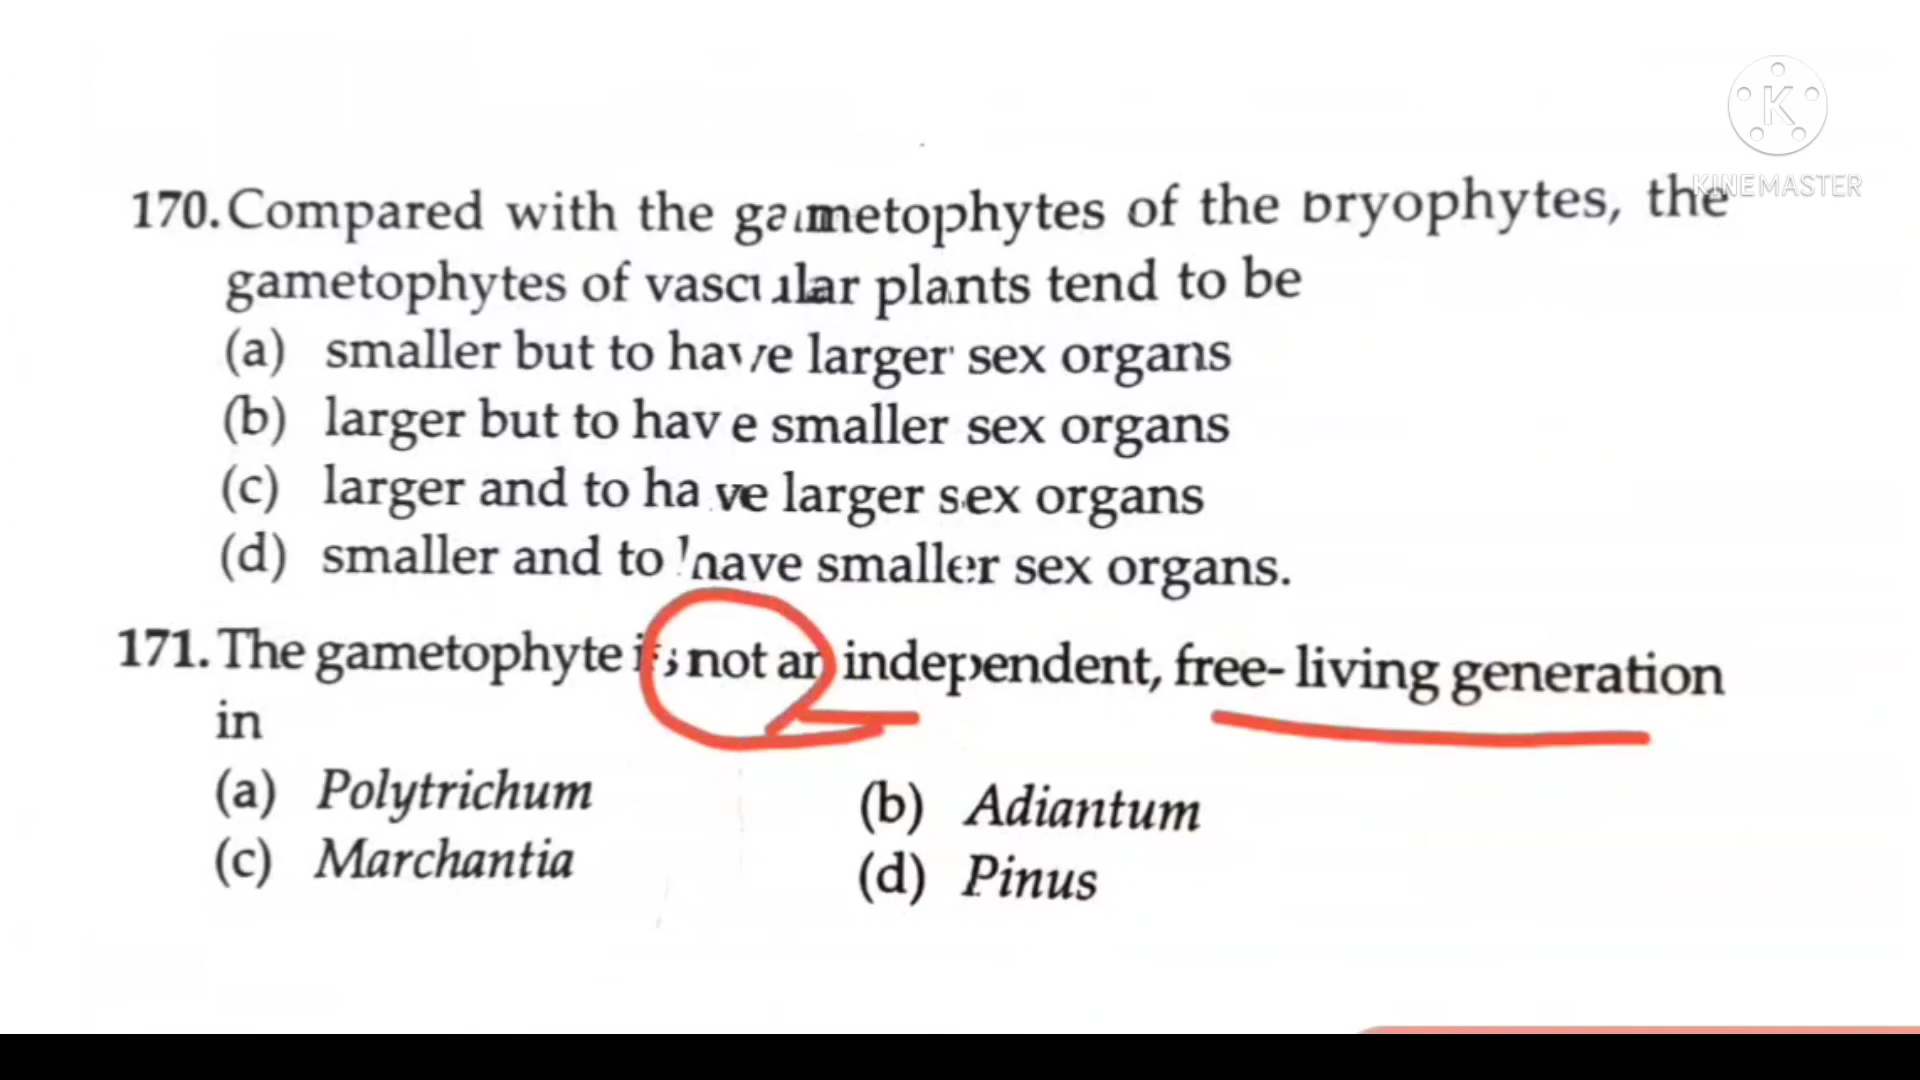 K
KINEMASTER
170. Compared with the gametophytes of the bryophytes, the
gametophytes of vascular plants tend to be
(a) smaller but to have larger sex organs
(b) larger but to have smaller sex organs
(c) larger and to have larger sex organs
(d) smaller and to have smaller sex organs.
171. The gametophyte is not an independent, free- living generation
in
(a) Polytrichum (b) Adiantum
(c) Marchantia (d) Pinus